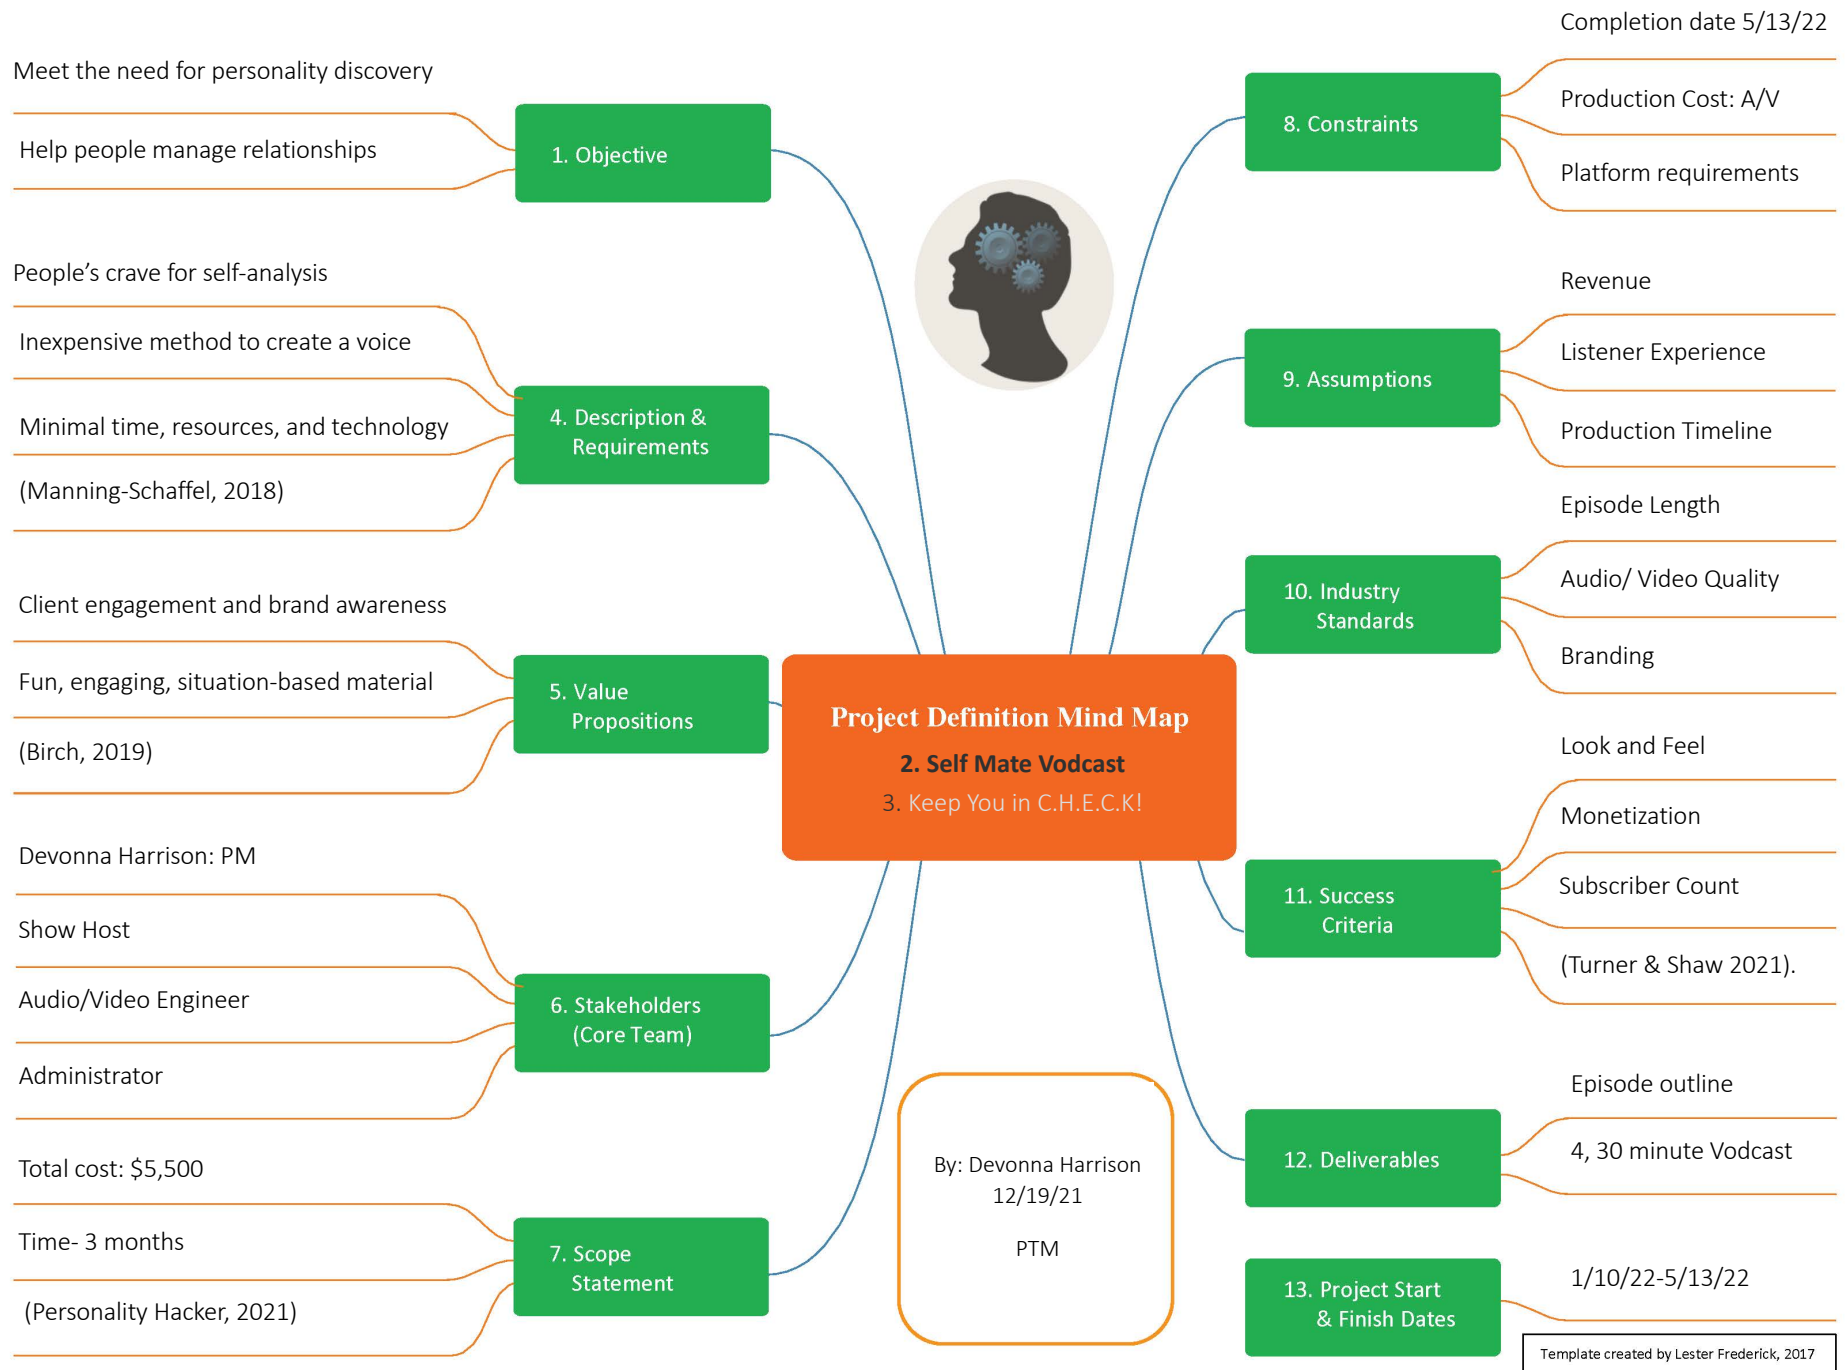 Meet the need for personality discovery
Help people manage relationships
1. Objective
People’s crave for self-analysis
Inexpensive method to create a voice
Minimal time, resources, and technology
(Manning-Schaffel, 2018)
4. Description &
Requirements
Client engagement and brand awareness
Fun, engaging, situation-based material
(Birch, 2019)
5. Value
Propositions
Devonna Harrison: PM
Show Host
Audio/Video Engineer
Administrator
6. Stakeholders
(Core Team)
Total cost: $5,500
Time- 3 months
(Personality Hacker, 2021)
7. Scope
Statement
Project Definition Mind Map
2. Self Mate Vodcast
3. Keep You in C.H.E.C.K!
By: Devonna Harrison
12/19/21
PTM
8. Constraints
Completion date 5/13/22
Production Cost: A/V
Platform requirements
9. Assumptions
Revenue
Listener Experience
Production Timeline
10. Industry
Standards
Episode Length
Audio/ Video Quality
Branding
11. Success
Criteria
Look and Feel
Monetization
Subscriber Count
(Turner & Shaw 2021).
12. Deliverables
Episode outline
4, 30 minute Vodcast
13. Project Start
& Finish Dates
1/10/22-5/13/22
Template created by Lester Frederick, 2017